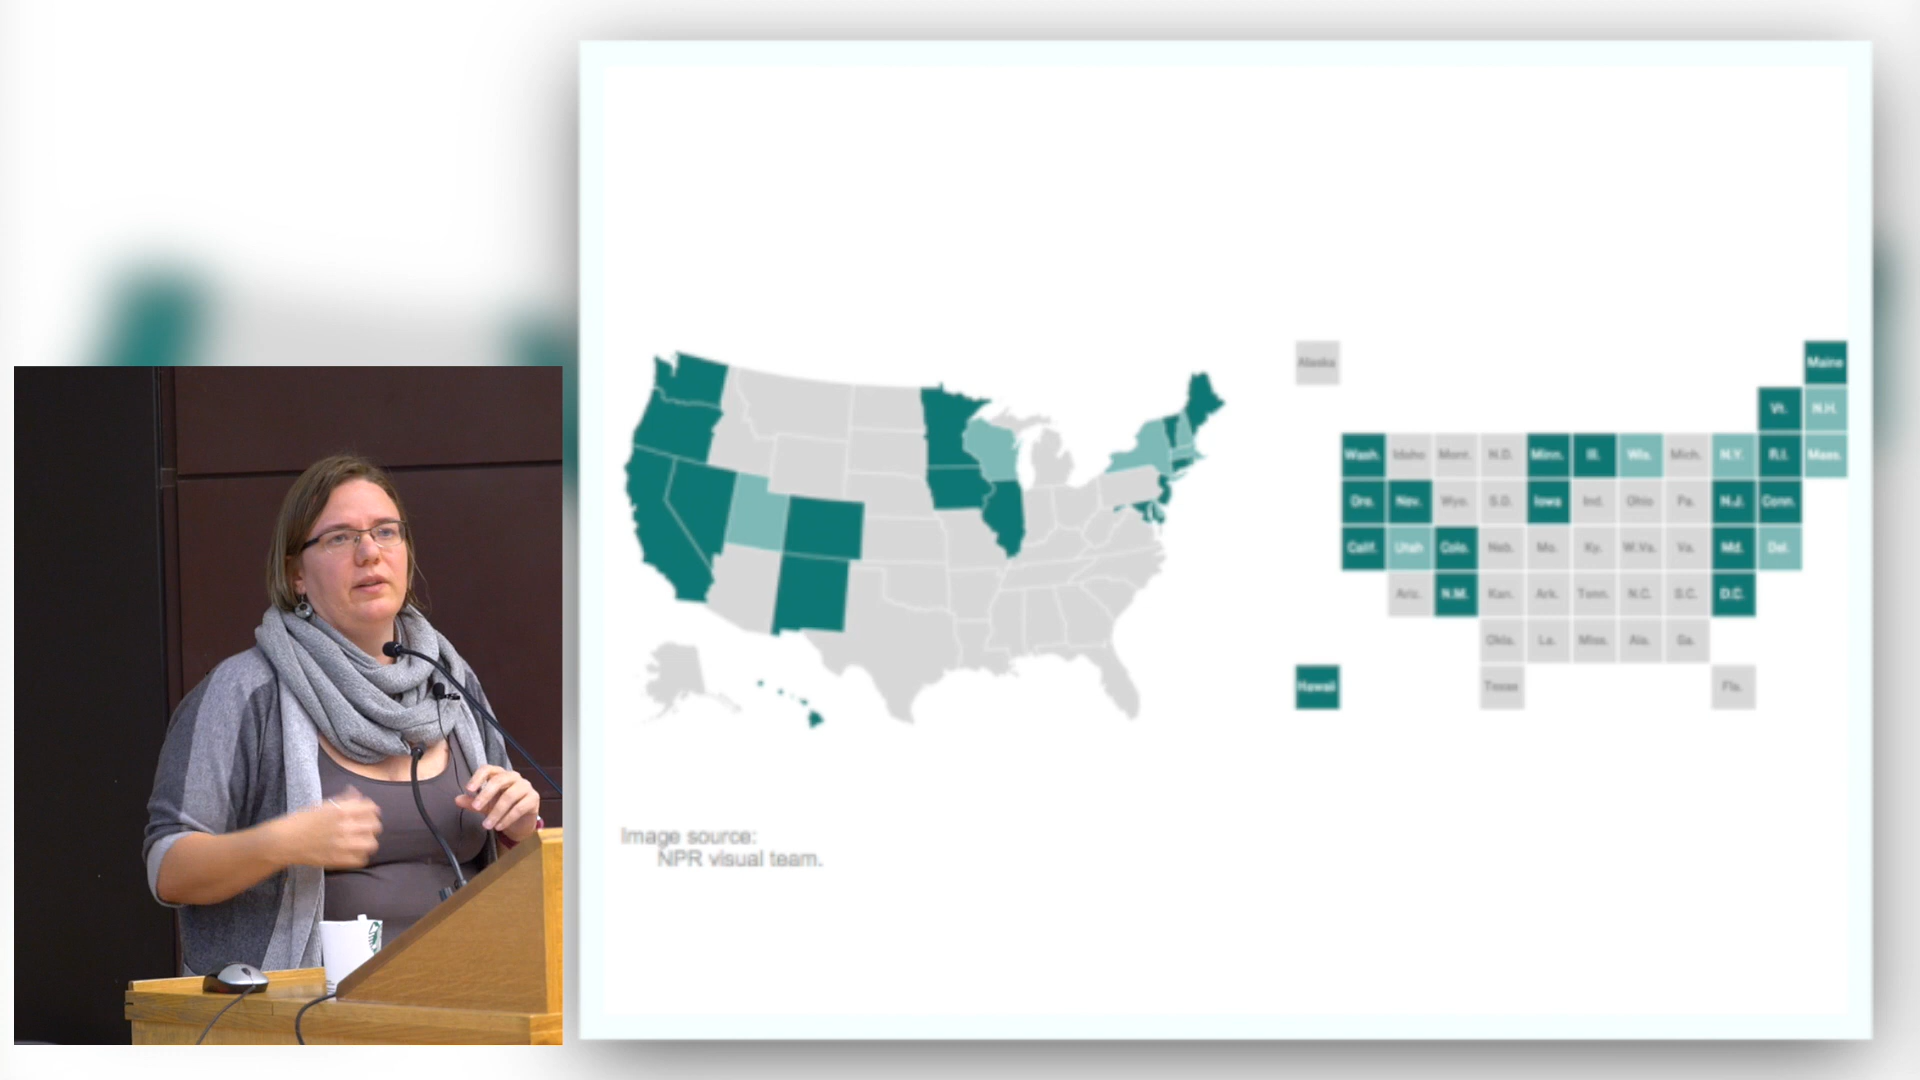 Alaska
Maine
Vt. N.H.
Wash. Idaho Mont. N.D. Minn. Ill. Wis. Mich. N.Y. R.I. Mass.
Ore. Nev. Wyo. S.D. Iowa Ind. Ohio Pa. N.J. Conn.
Calif. Utah Colo. Neb. Mo. Ky. W.Va. Va. Md. Del.
Ariz. N.M. Kan. Ark. Tenn. N.C. S.C. D.C.
Okla. La. Miss. Ala. Ga.
Hawaii Texas Fla.
Image source:
NPR visual team.